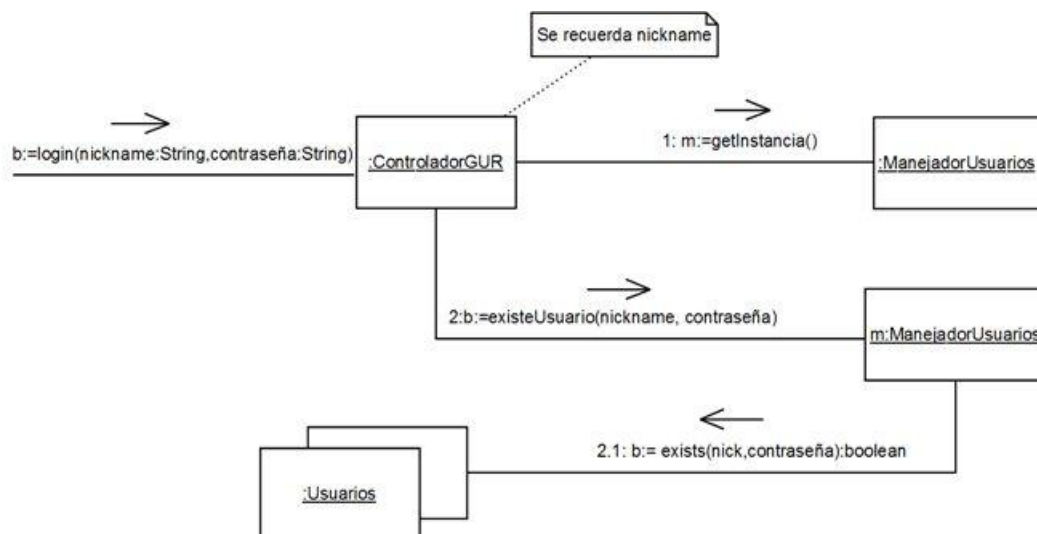 Se recuerda nickname
b:=login(nickname:String,contraseña:String)
:ControladorGUR
1: m:=getInstancia()
:ManejadorUsuarios
2:b:=existeUsuario(nickname, contraseña)
m:ManejadorUsuarios
2.1: b:= exists(nick,contraseña):boolean
:Usuarios